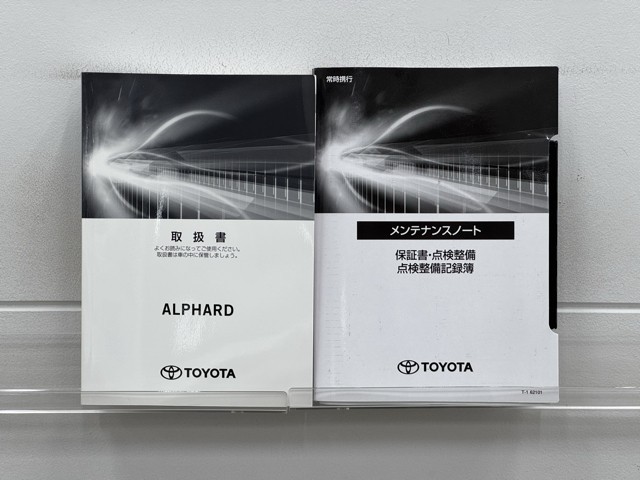 取扱書
よくお読みになってご使用ください。
取扱書は車の中に保管しましょう。
ALPHARD
TOYOTA
常時携行
メンテナンスノート
保証書・点検整備
点検整備記録簿
TOYOTA
T-1 82101